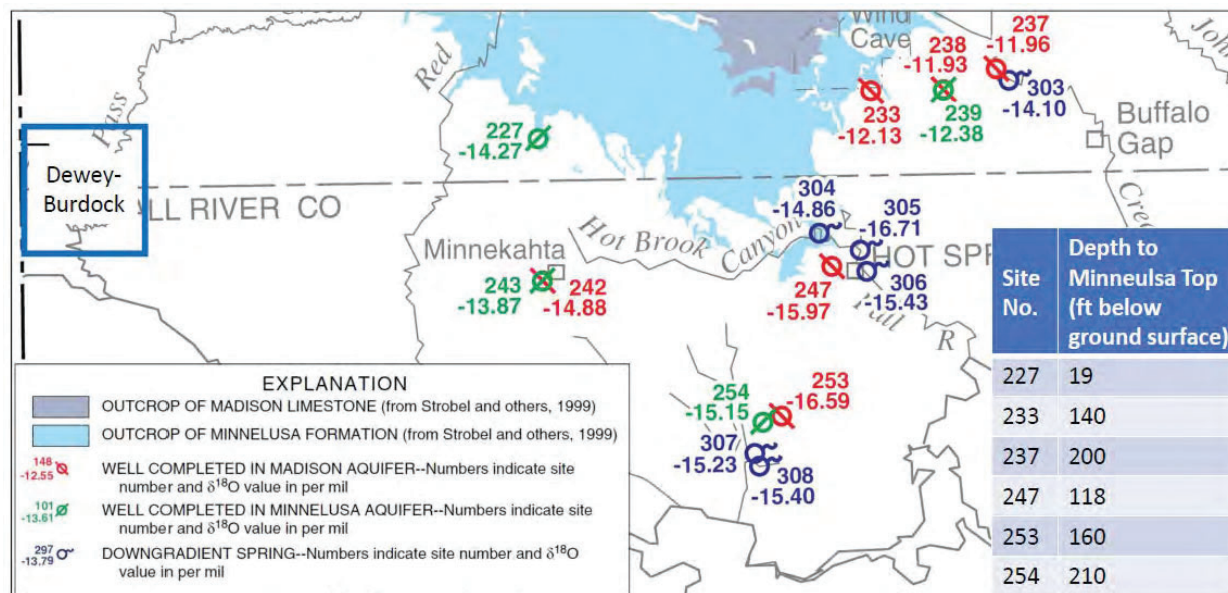 Wind
Cave
237
-11.96
238
-11.93
John
Pass
Red
303
-14.10
233
-12.13
239
-12.38
Buffalo
Gap
227
-14.27
Dewey-
Burdock
LL RIVER CO
304
-14.86
305
-16.71
Hot Brook Canyon
Minnekahta
HOT SPR
Cree
243
-13.87
242
-14.88
247
-15.97
306
-15.43
Fall R
254
-15.15
253
-16.59
307
-15.23
308
-15.40
EXPLANATION
OUTCROP OF MADISON LIMESTONE (from Strobel and others, 1999)
OUTCROP OF MINNELUSA FORMATION (from Strobel and others, 1999)
148
-12.55
WELL COMPLETED IN MADISON AQUIFER--Numbers indicate site
number and δ18O value in per mil
101
-13.61
WELL COMPLETED IN MINNELUSA AQUIFER--Numbers indicate site
number and δ18O value in per mil
297
-13.79
DOWNGRADIENT SPRING--Numbers indicate site number and δ18O
value in per mil
Site
No.
Depth to
Minneulsa Top
(ft below
ground surface)
227 19
233 140
237 200
247 118
253 160
254 210